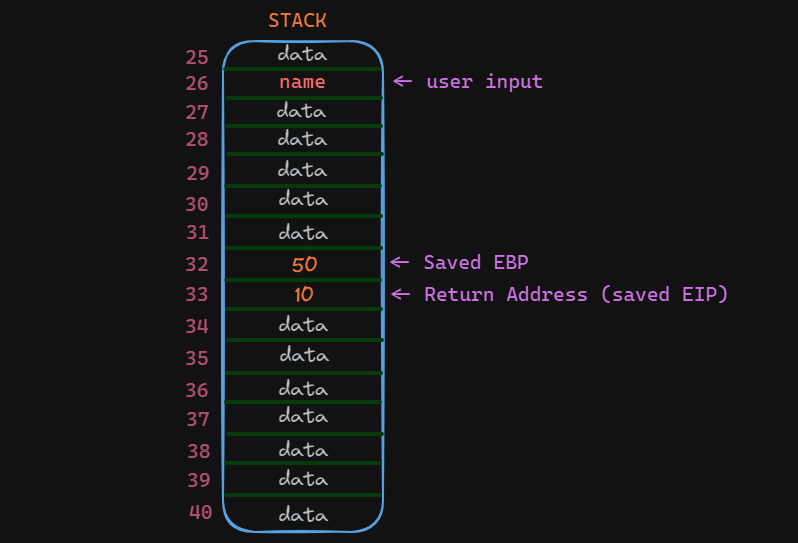 STACK
25 data
26 name ← user input
27 data
28 data
29 data
30 data
31 data
32 50 ← Saved EBP
33 10 ← Return Address (saved EIP)
34 data
35 data
36 data
37 data
38 data
39 data
40 data